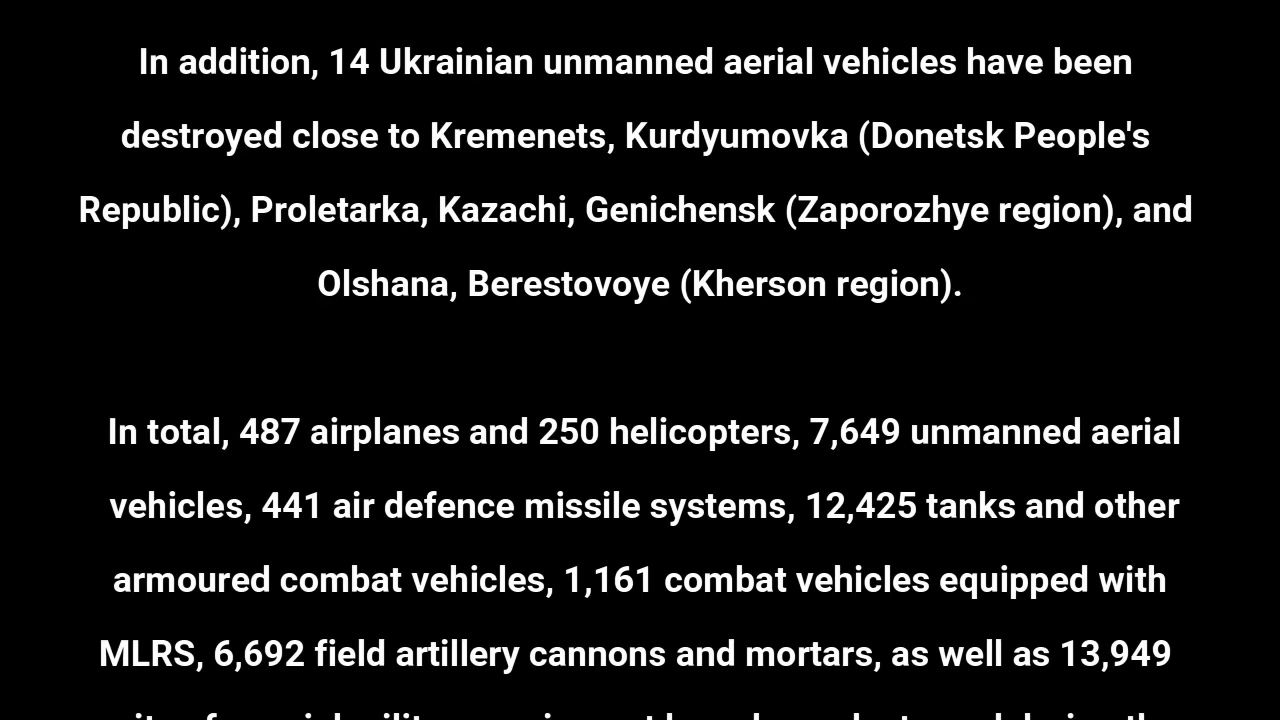 In addition, 14 Ukrainian unmanned aerial vehicles have been
destroyed close to Kremenets, Kurdyumovka (Donetsk People's
Republic), Proletarka, Kazachi, Genichensk (Zaporozhye region), and
Olshana, Berestovoye (Kherson region).
In total, 487 airplanes and 250 helicopters, 7,649 unmanned aerial
vehicles, 441 air defence missile systems, 12,425 tanks and other
armoured combat vehicles, 1,161 combat vehicles equipped with
MLRS, 6,692 field artillery cannons and mortars, as well as 13,949